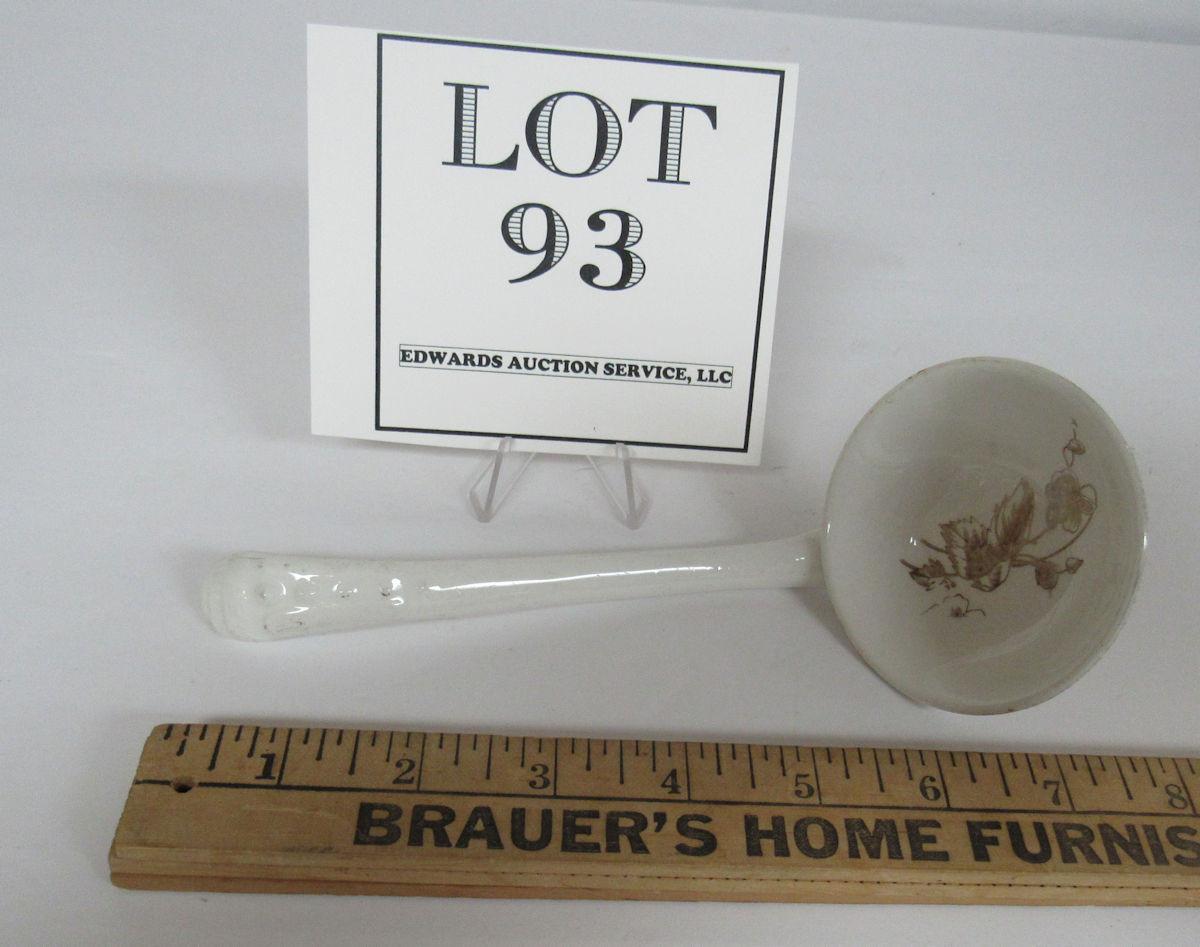 LOT
93
EDWARDS AUCTION SERVICE, LLC
1 2 3 4 5 6 7 8
BRAUER'S HOME FURNIS